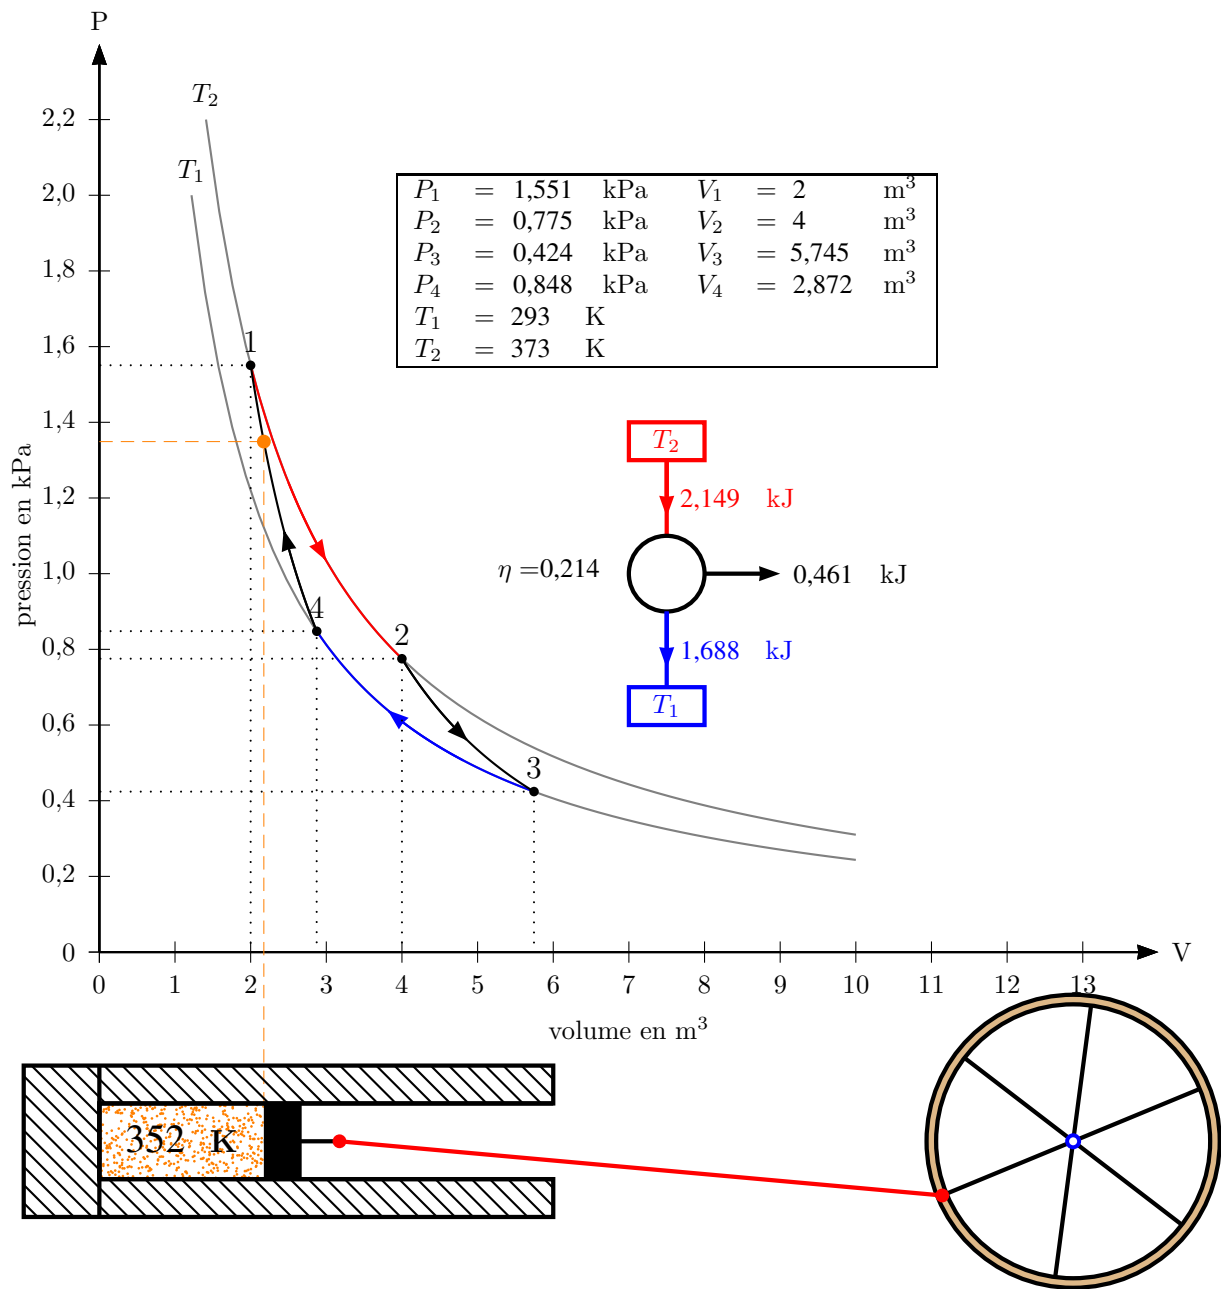 P
T₂
T₁
2,2
2,0
1,8
1,6
1,4
1,2
1,0
0,8
0,6
0,4
0,2
0
pression en kPa
P₁ = 1,551 kPa V₁ = 2 m³
P₂ = 0,775 kPa V₂ = 4 m³
P₃ = 0,424 kPa V₃ = 5,745 m³
P₄ = 0,848 kPa V₄ = 2,872 m³
T₁ = 293 K
T₂ = 373 K
1
4
2
3
T₂
2,149 kJ
η =0,214
0,461 kJ
1,688 kJ
T₁
V
0 1 2 3 4 5 6 7 8 9 10 11 12 13
volume en m³
352 K